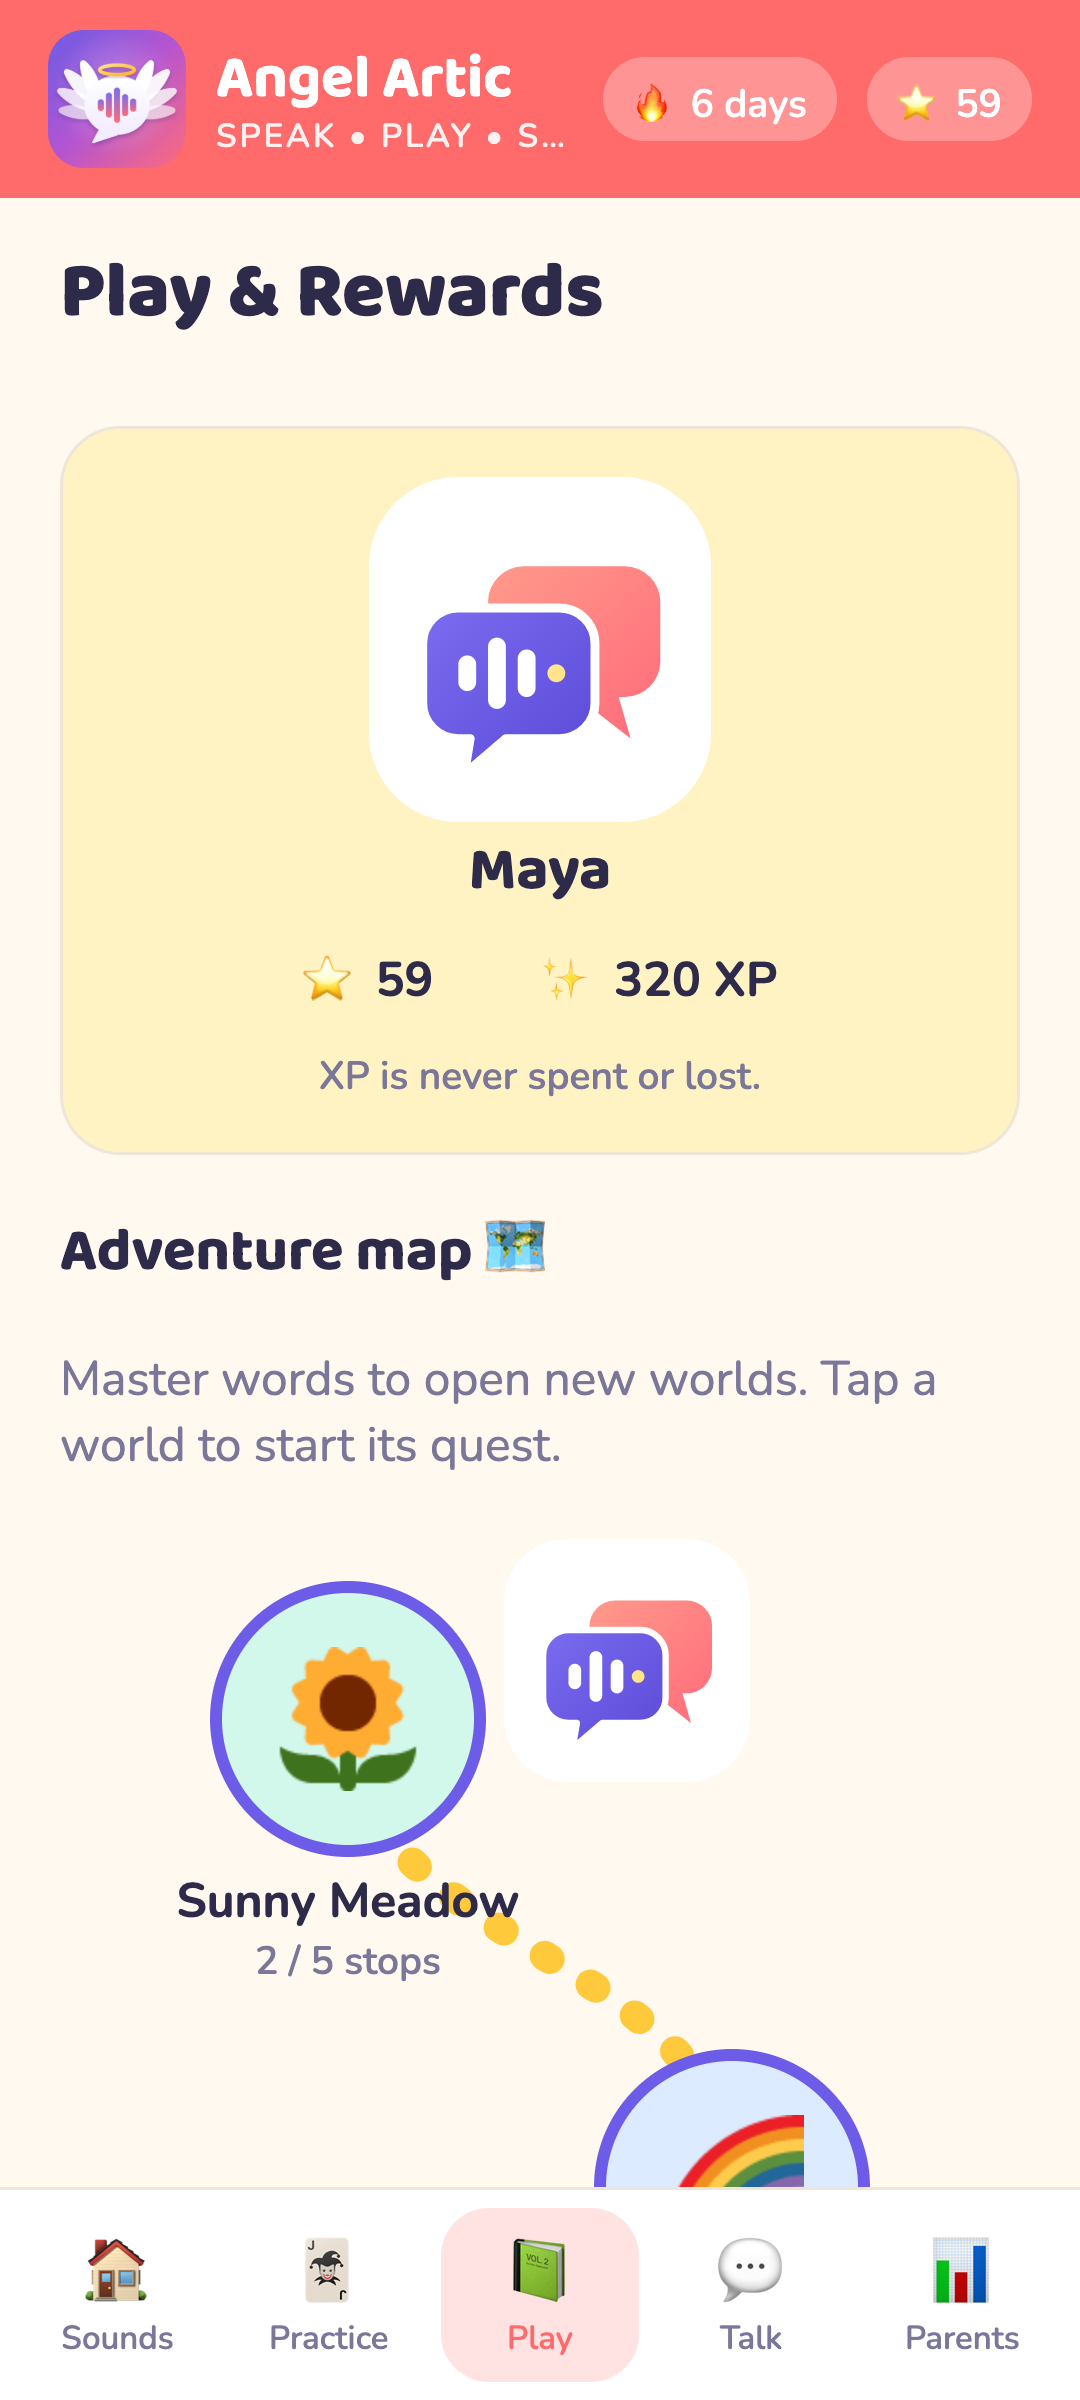 Angel Artic
SPEAK • PLAY • S...
6 days
59
Play & Rewards
Maya
59
320 XP
XP is never spent or lost.
Adventure map
Master words to open new worlds. Tap a
world to start its quest.
Sunny Meadow
2 / 5 stops
J
VOL 2
Sounds
Practice
Play
Talk
Parents